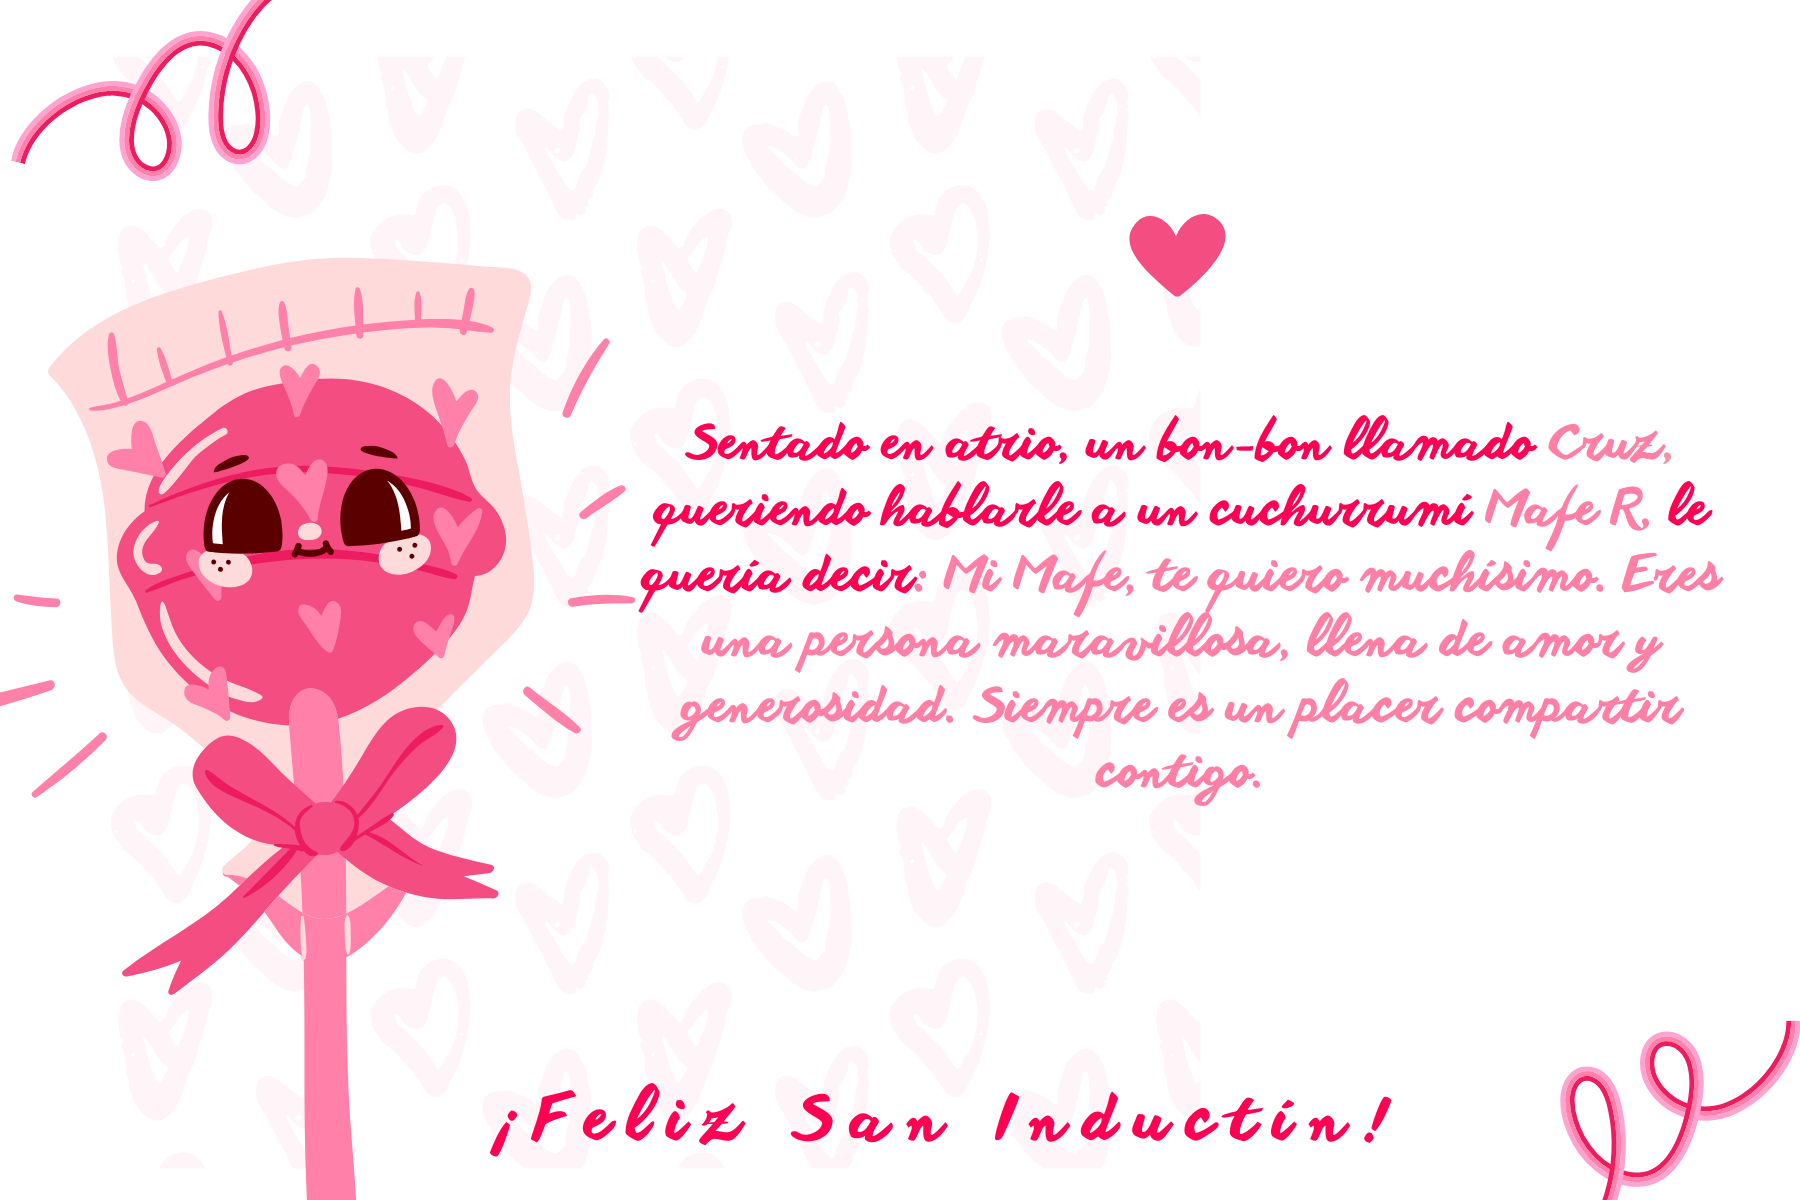 Sentado en atrio, un bon-bon llamado Cruz,
queriendo hablarle a un cuchurrumí Mafe R, le
quería decir: Mi Mafe, te quiero muchísimo. Eres
una persona maravillosa, llena de amor y
generosidad. Siempre es un placer compartir
contigo.
¡Feliz San Inductín!